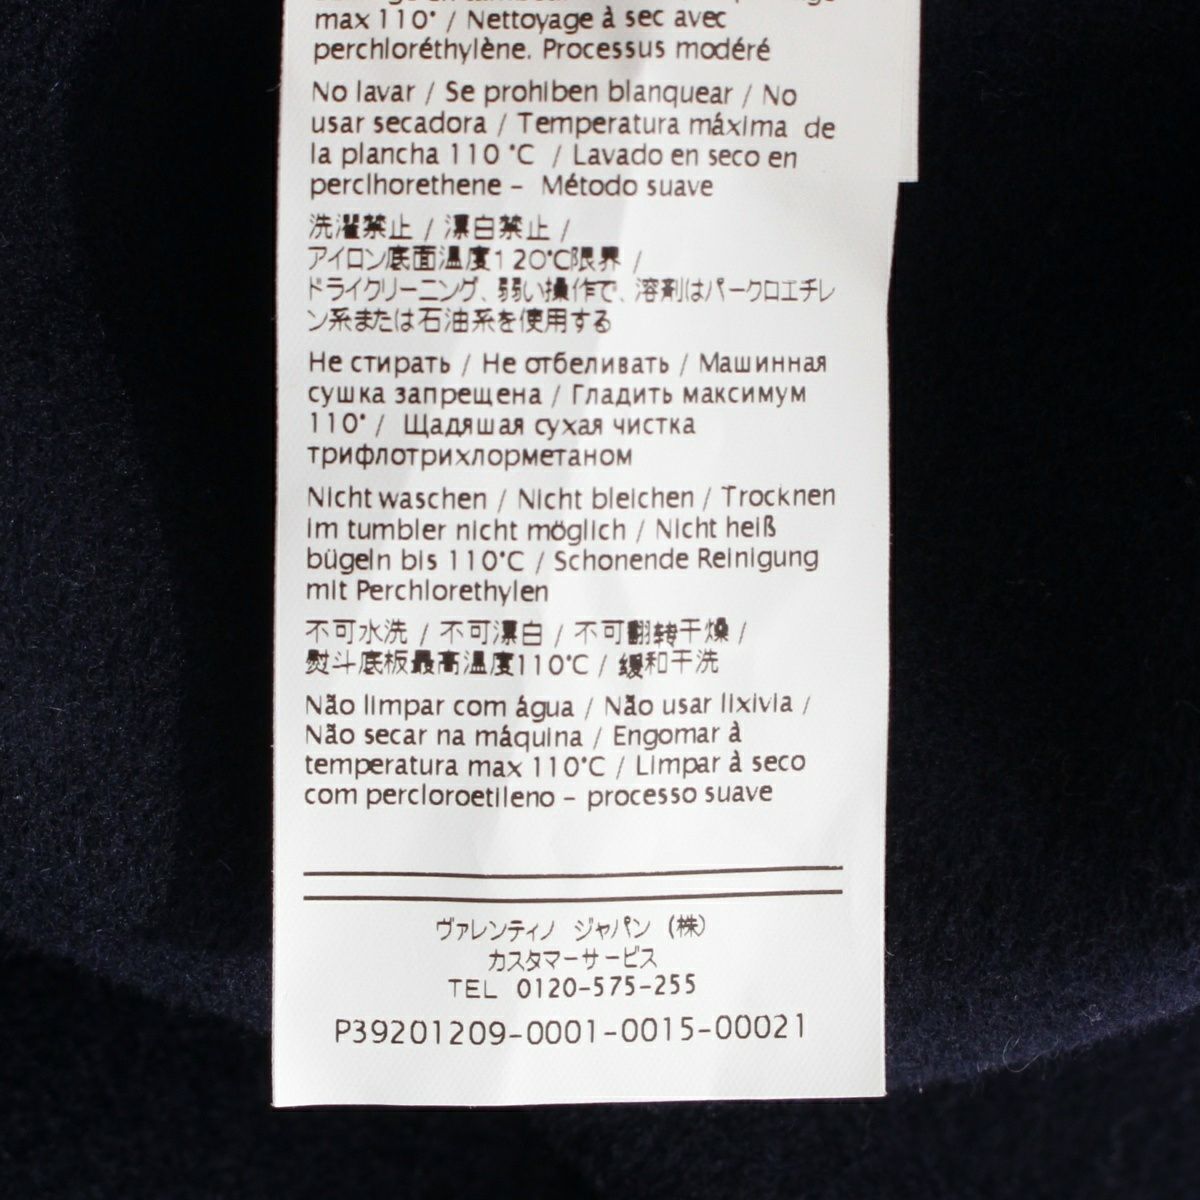 max 110° / Nettoyage à sec avec
perchloréthylène. Processus modéré
No lavar / Se prohiben blanquear / No
usar secadora / Temperatura máxima de
la plancha 110 °C / Lavado en seco en
perclhorethene - Método suave
洗濯禁止 / 漂白禁止 /
アイロン底面温度120℃限界 /
ドライクリーニング、弱い操作で、溶剤はパークロエチレ
ン系または石油系を使用する
Не стирать / Не отбеливать / Машинная
сушка запрещена / Гладить максимум
110° / Щадяшая сухая чистка
трифлотрихлорметаном
Nicht waschen / Nicht bleichen / Trocknen
im tumbler nicht möglich / Nicht heiß
bügeln bis 110°C / Schonende Reinigung
mit Perchlorethylen
不可水洗 / 不可漂白 / 不可翻转干燥 /
熨斗底板最高温度110℃ / 缓和干洗
Não limpar com água / Não usar lixivia /
Não secar na máquina / Engomar à
temperatura max 110°C / Limpar à seco
com percloroetileno - processo suave
ヴァレンティノ ジャパン (株)
カスタマーサービス
TEL 0120-575-255
P39201209-0001-0015-00021